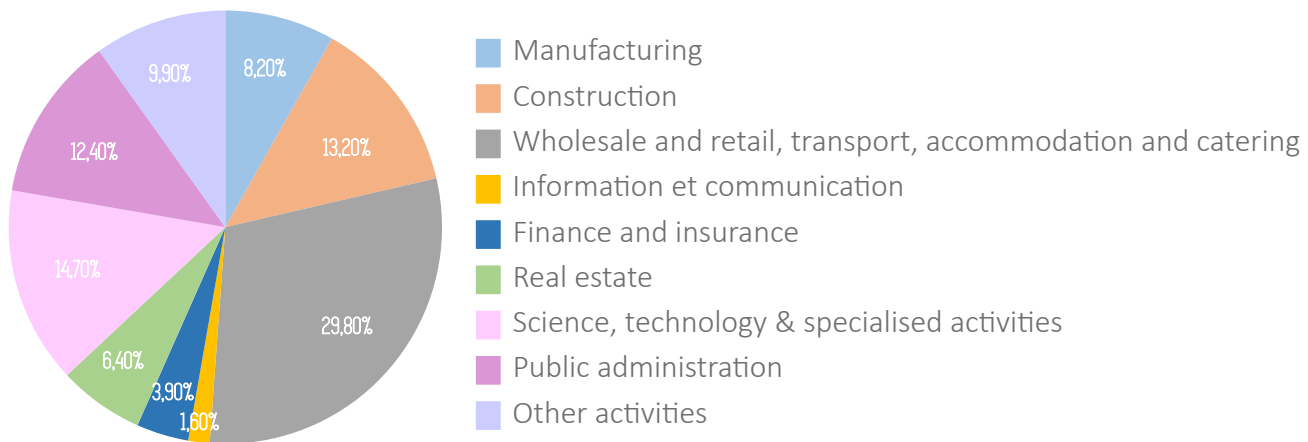 8,20%
13,20%
29,80%
1,60%
3,90%
6,40%
14,70%
12,40%
9,90%
Manufacturing
Construction
Wholesale and retail, transport, accommodation and catering
Information et communication
Finance and insurance
Real estate
Science, technology & specialised activities
Public administration
Other activities